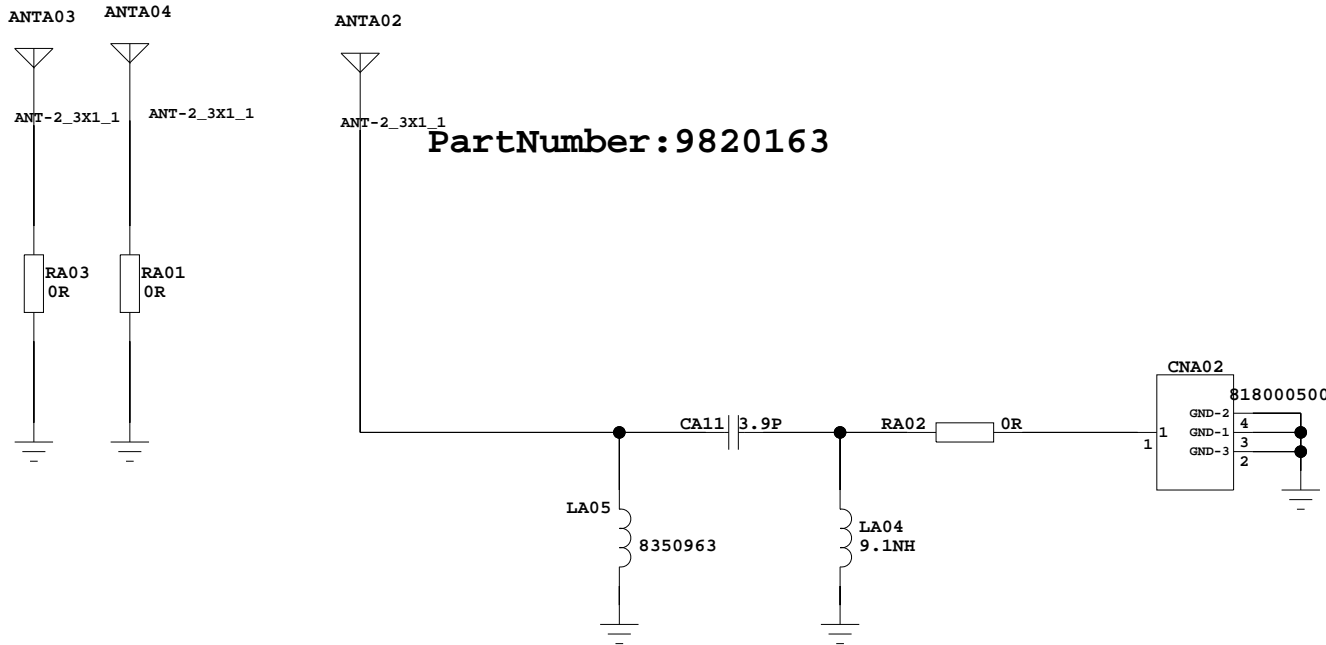 ANTA03
ANTA04
ANTA02
ANT-2_3X1_1
ANT-2_3X1_1
ANT-2_3X1_1
PartNumber:9820163
RA03
0R
RA01
0R
CNA02
818000500
CA11
3.9P
RA02
0R
1
1
GND-2
4
GND-1
3
GND-3
2
LA05
8350963
LA04
9.1NH